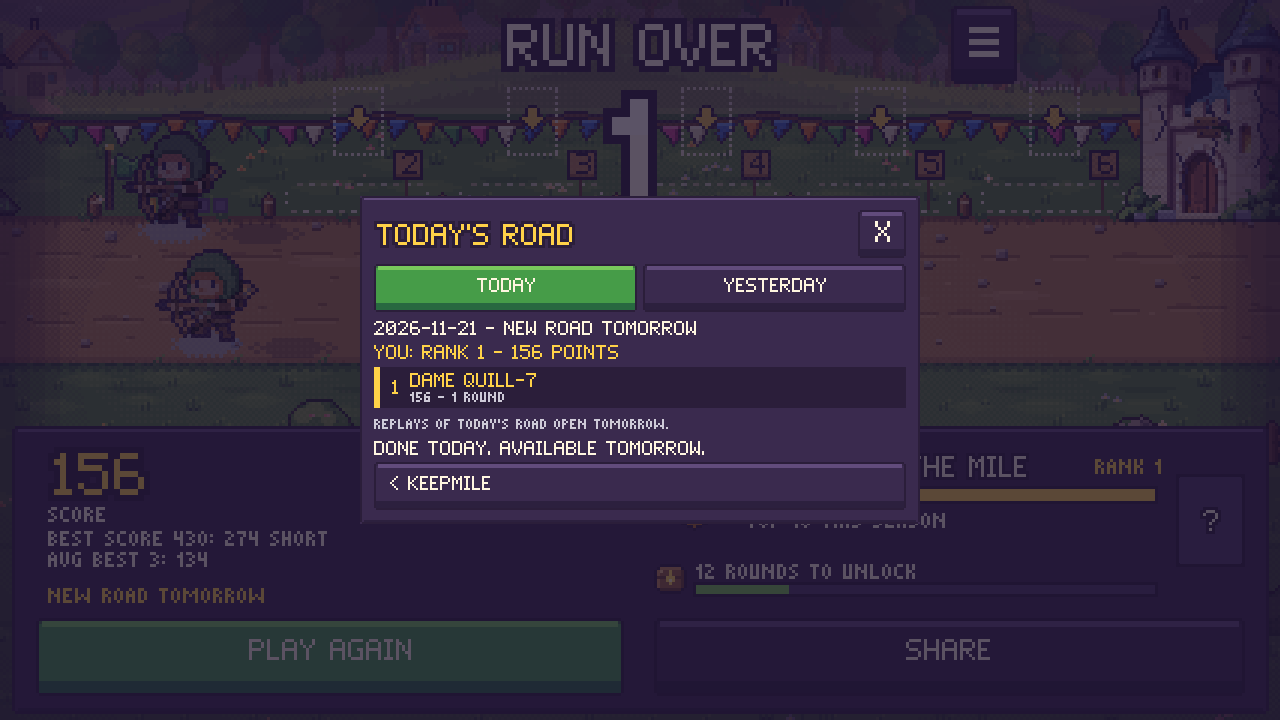 RUN OVER
1
2
3
4
5
6
TODAY'S ROAD
X
TODAY
YESTERDAY
2026-11-21 - NEW ROAD TOMORROW
YOU: RANK 1 - 156 POINTS
1 DAME QUILL-7
156 - 1 ROUND
REPLAYS OF TODAY'S ROAD OPEN TOMORROW.
DONE TODAY. AVAILABLE TOMORROW.
< KEEPMILE
156
SCORE
BEST SCORE 430: 274 SHORT
AVG BEST 3: 134
NEW ROAD TOMORROW
THE MILE
RANK 1
SEASON
?
12 ROUNDS TO UNLOCK
PLAY AGAIN
SHARE